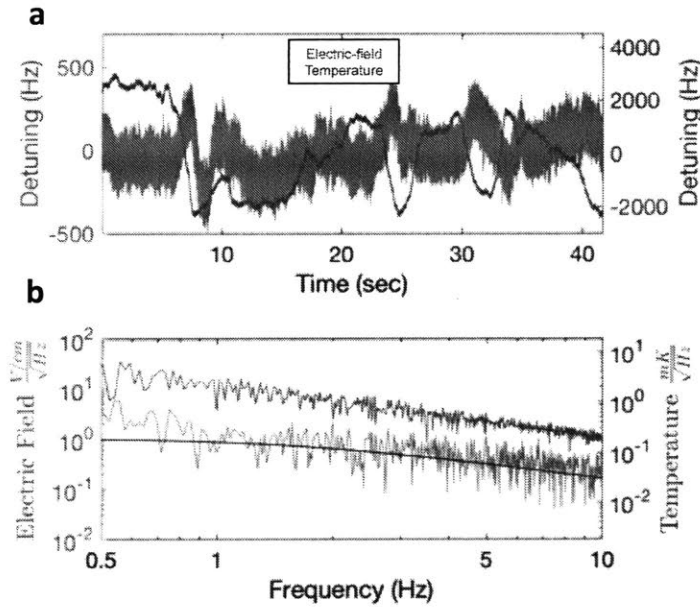 a
Electric-field
Temperature
Detuning (Hz)
500
0
-500
4000
2000
0
-2000
Detuning (Hz)
10
20
30
40
Time (sec)
b
Electric Field V/cm/√Hz
10^2
10^1
10^0
10^-1
10^-2
10^1
10^0
10^-1
10^-2
Temperature mK/√Hz
0.5
1
5
10
Frequency (Hz)